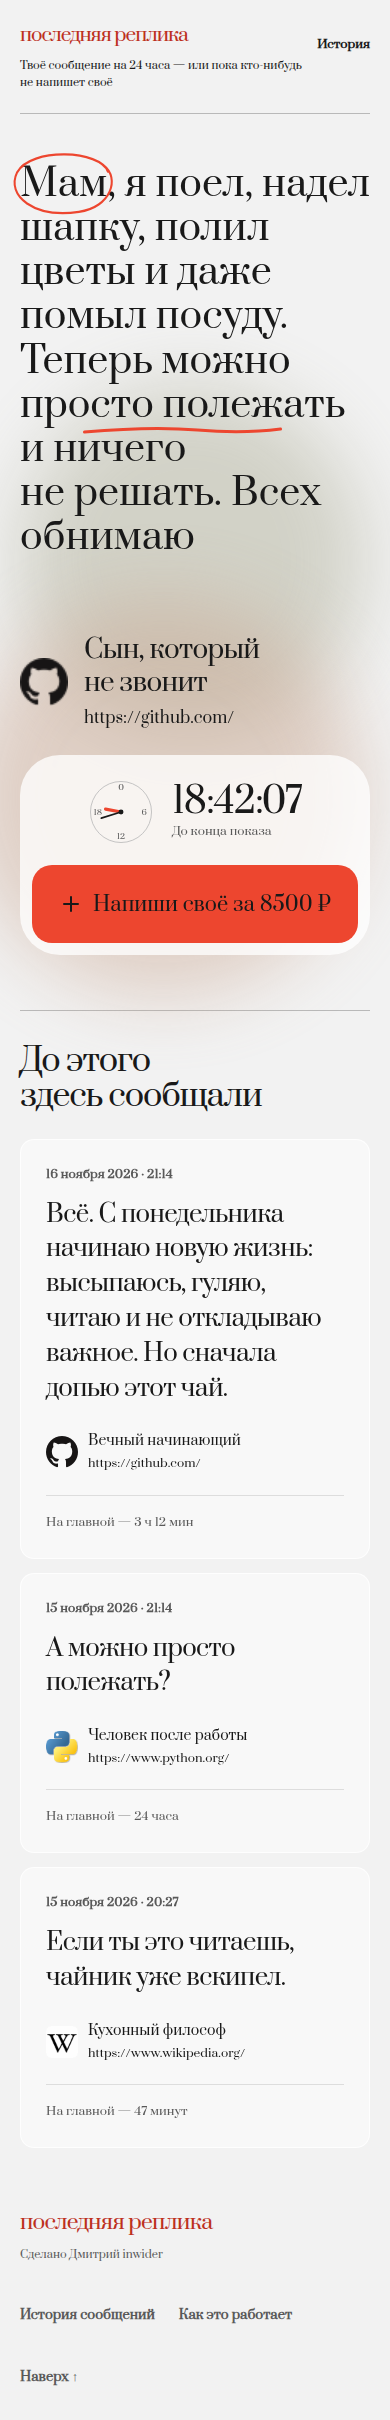 последняя реплика
История
Твоё сообщение на 24 часа — или пока кто-нибудь
не напишет своё
Мам, я поел, надел
шапку, полил
цветы и даже
помыл посуду.
Теперь можно
просто полежать
и ничего
не решать. Всех
обнимаю
Сын, который
не звонит
https://github.com/
0
6
12
18
18:42:07
До конца показа
+ Напиши своё за 8500 ₽
До этого
здесь сообщали
16 ноября 2026 · 21:14
Всё. С понедельника
начинаю новую жизнь:
высыпаюсь, гуляю,
читаю и не откладываю
важное. Но сначала
допью этот чай.
Вечный начинающий
https://github.com/
На главной — 3 ч 12 мин
15 ноября 2026 · 21:14
А можно просто
полежать?
Человек после работы
https://www.python.org/
На главной — 24 часа
15 ноября 2026 · 20:27
Если ты это читаешь,
чайник уже вскипел.
W
Кухонный философ
https://www.wikipedia.org/
На главной — 47 минут
последняя реплика
Сделано Дмитрий inwider
История сообщений
Как это работает
Наверх ↑